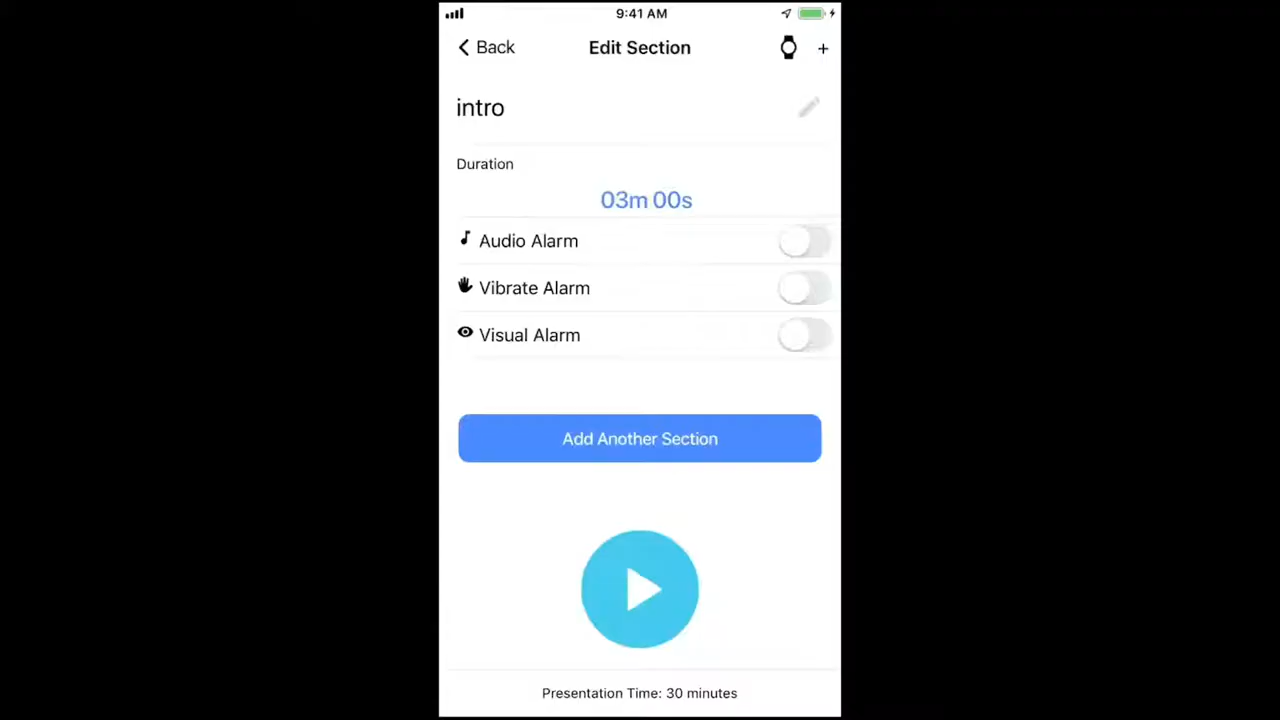 9:41 AM
Back
Edit Section
+
intro
Duration
03m 00s
Audio Alarm
Vibrate Alarm
Visual Alarm
Add Another Section
Presentation Time: 30 minutes